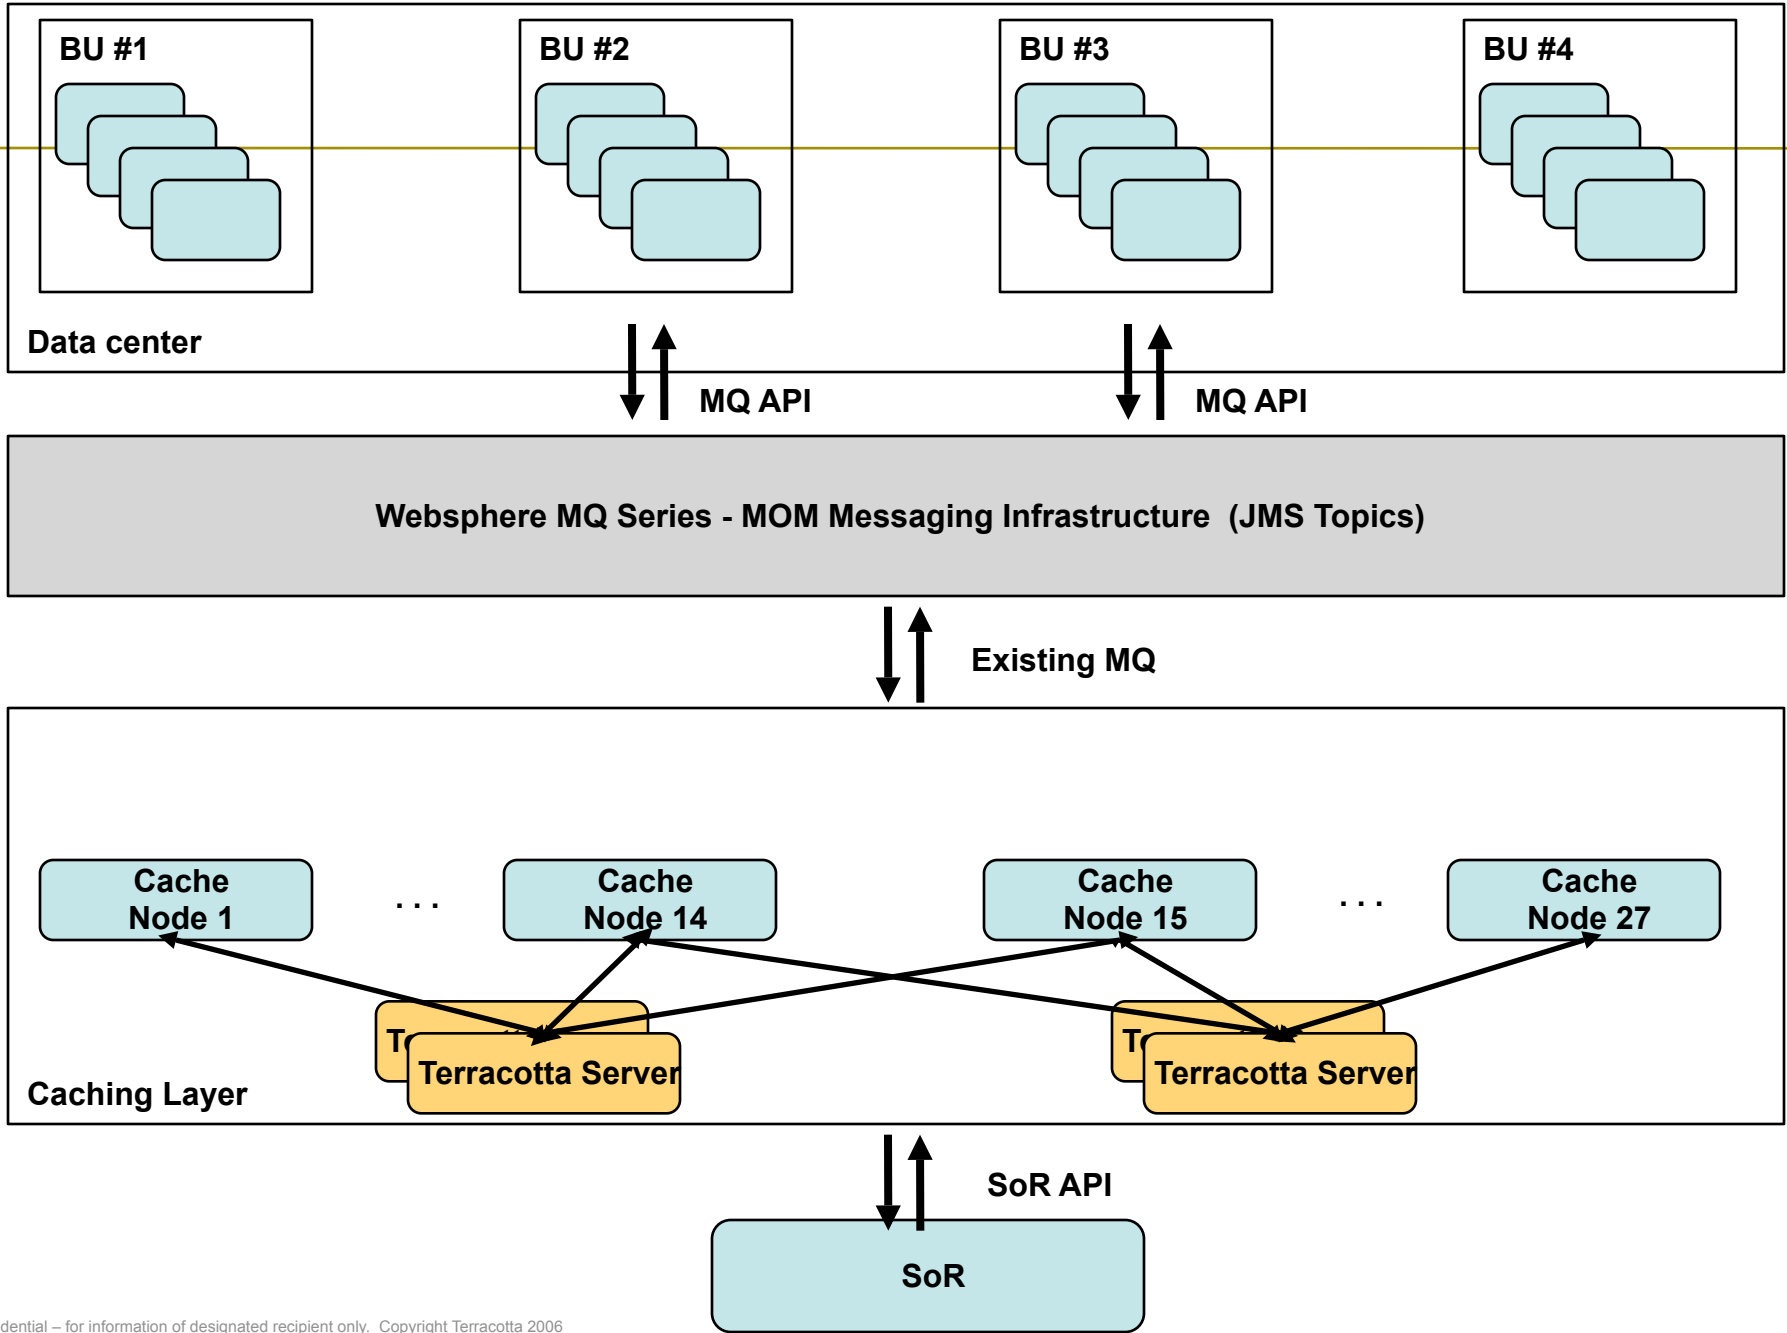 BU #1
BU #2
BU #3
BU #4
Data center
MQ API
MQ API
Websphere MQ Series - MOM Messaging Infrastructure (JMS Topics)
Existing MQ
Cache
Node 1
. . .
Cache
Node 14
Cache
Node 15
. . .
Cache
Node 27
Terracotta Server
Terracotta Server
Caching Layer
SoR API
SoR
– for information of designated recipient only. Copyright Terracotta 2006